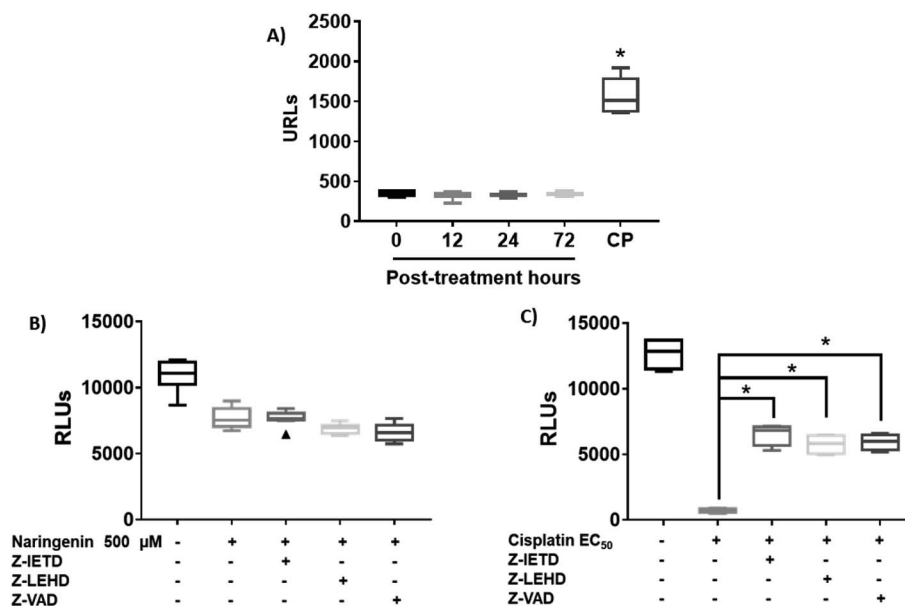 A)
2500
2000
1500
1000
500
0
URLs
*
0 12 24 72 CP
Post-treatment hours
B)
15000
10000
5000
0
RLUs
Naringenin 500 µM - + + + +
Z-IETD - - + - -
Z-LEHD - - - + -
Z-VAD - - - - +
C)
15000
10000
5000
0
RLUs
*
*
*
Cisplatin EC50 - + + + +
Z-IETD - - + - -
Z-LEHD - - - + -
Z-VAD - - - - +